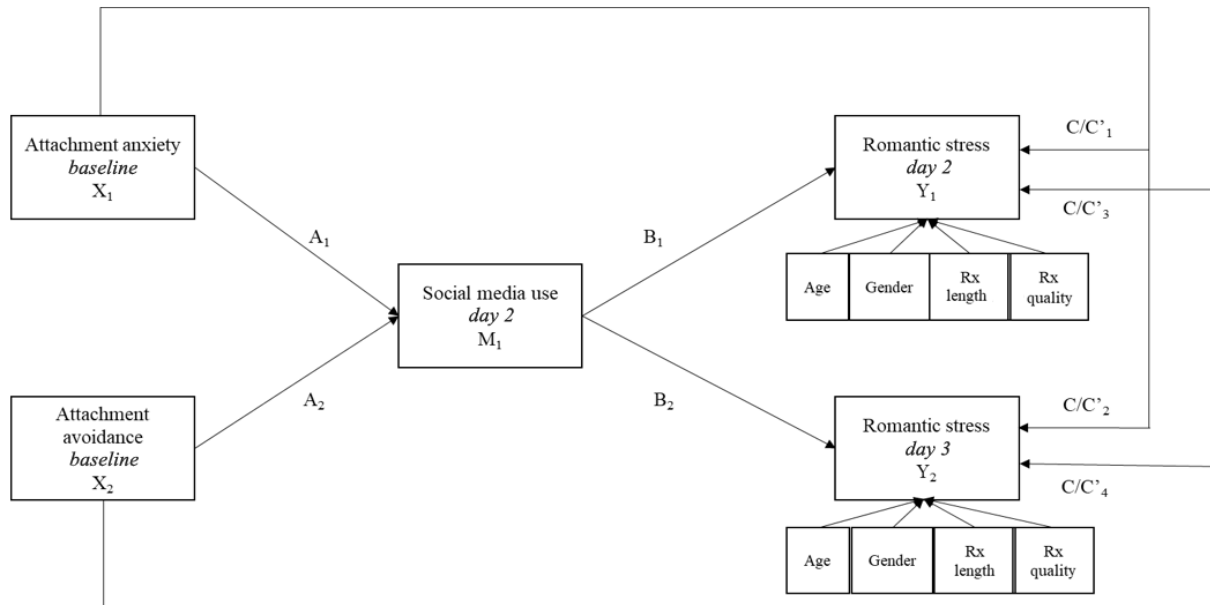 Attachment anxiety
baseline
X₁
A₁
Attachment
avoidance
baseline
X₂
A₂
Social media use
day 2
M₁
B₁
B₂
Romantic stress
day 2
Y₁
C/C’₁
C/C’₃
Age
Gender
Rx
length
Rx
quality
Romantic stress
day 3
Y₂
C/C’₂
C/C’₄
Age
Gender
Rx
length
Rx
quality